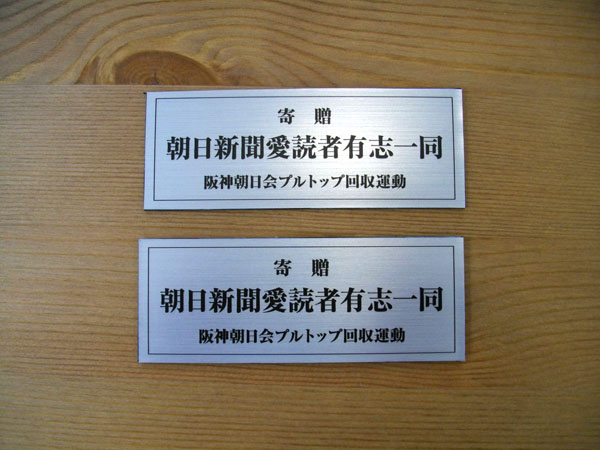 寄 贈
朝日新聞愛読者有志一同
阪神朝日会プルトップ回収運動
寄 贈
朝日新聞愛読者有志一同
阪神朝日会プルトップ回収運動